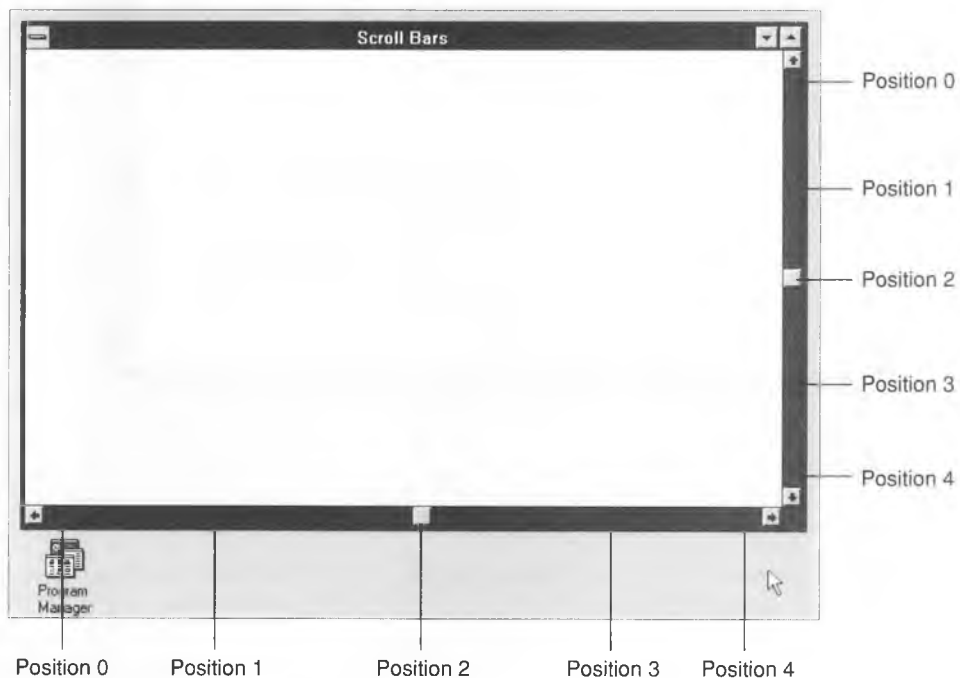 Scroll Bars
Position 0
Position 1
Position 2
Position 3
Position 4
Program
Manager
Position 0 Position 1 Position 2 Position 3 Position 4